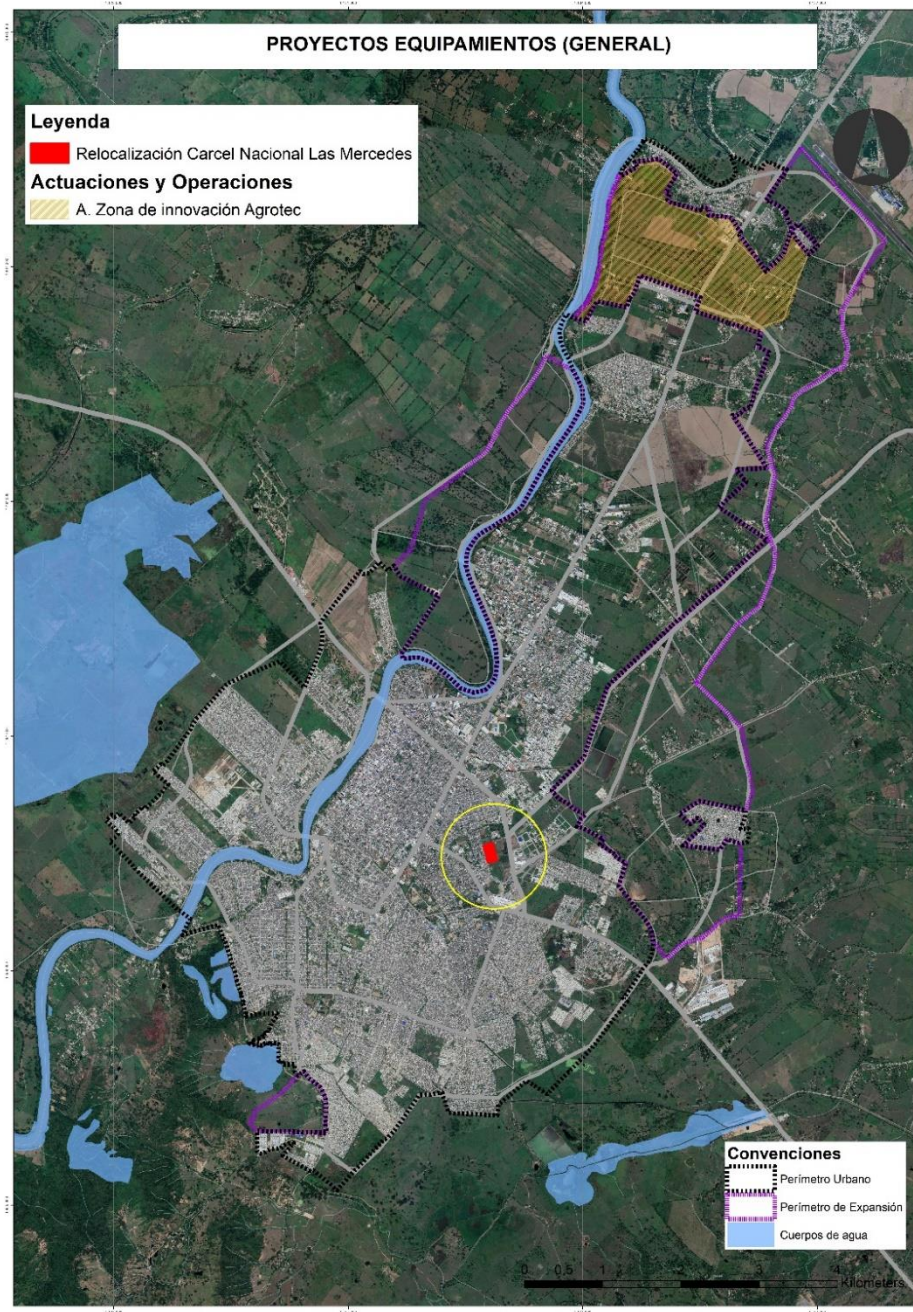 PROYECTOS EQUIPAMIENTOS (GENERAL)
Leyenda
Relocalización Carcel Nacional Las Mercedes
Actuaciones y Operaciones
A. Zona de innovación Agrotec
Convenciones
Perímetro Urbano
Perímetro de Expansión
Cuerpos de agua
0 0,5 1 2 3 4
Kilometers